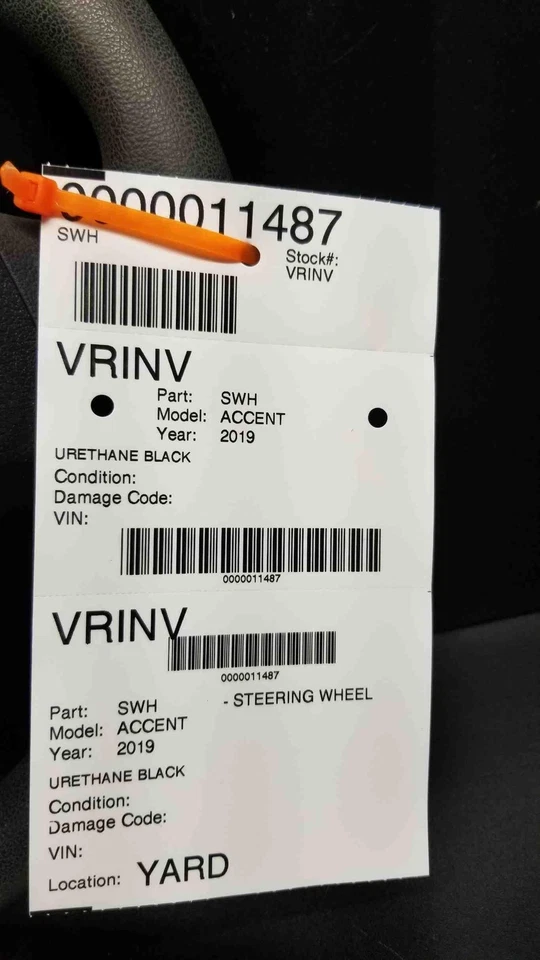 0000011487
SWH
Stock#:
VRINV
VRINV
Part: SWH
Model: ACCENT
Year: 2019
URETHANE BLACK
Condition:
Damage Code:
VIN:
0000011487
VRINV
0000011487
Part: SWH - STEERING WHEEL
Model: ACCENT
Year: 2019
URETHANE BLACK
Condition:
Damage Code:
VIN:
Location: YARD